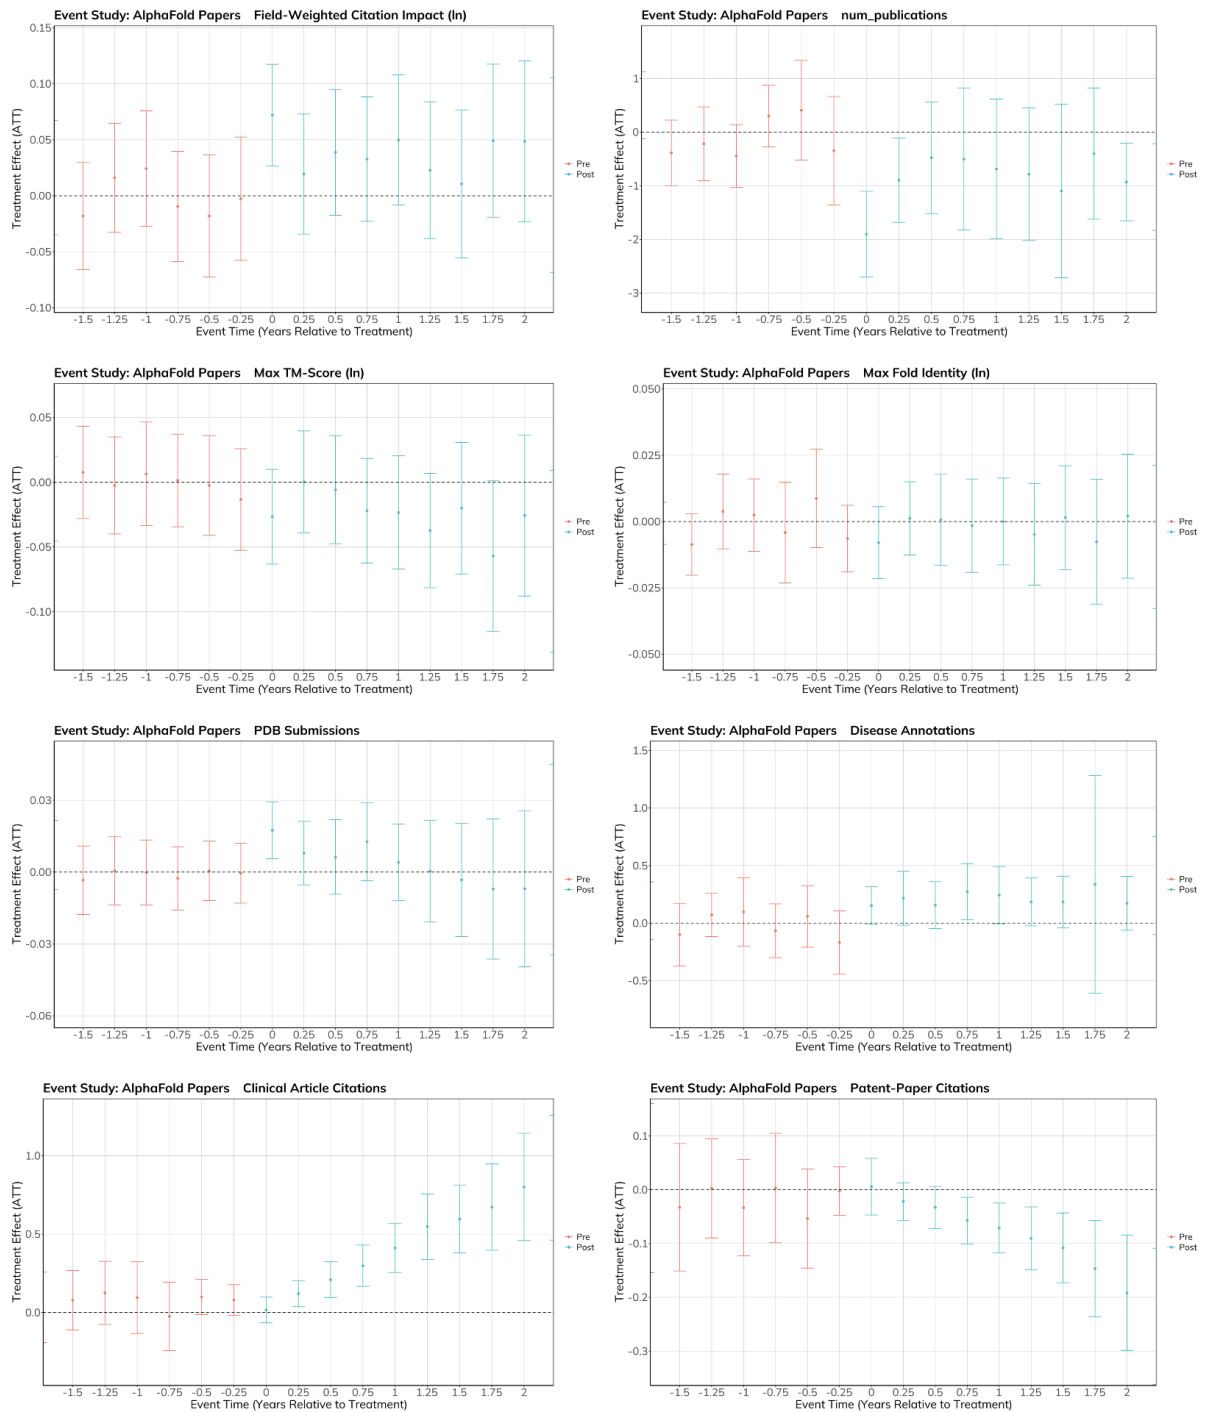 Event Study: AlphaFold Papers    Field-Weighted Citation Impact (ln)
Treatment Effect (ATT)
0.15
0.10
0.05
0.00
-0.05
-0.10
-1.5 -1.25 -1 -0.75 -0.5 -0.25 0 0.25 0.5 0.75 1 1.25 1.5 1.75 2
Event Time (Years Relative to Treatment)
Pre
Post
Event Study: AlphaFold Papers    num_publications
Treatment Effect (ATT)
1
0
-1
-2
-3
-1.5 -1.25 -1 -0.75 -0.5 -0.25 0 0.25 0.5 0.75 1 1.25 1.5 1.75 2
Event Time (Years Relative to Treatment)
Pre
Post
Event Study: AlphaFold Papers    Max TM-Score (ln)
Treatment Effect (ATT)
0.05
0.00
-0.05
-0.10
-1.5 -1.25 -1 -0.75 -0.5 -0.25 0 0.25 0.5 0.75 1 1.25 1.5 1.75 2
Event Time (Years Relative to Treatment)
Pre
Post
Event Study: AlphaFold Papers    Max Fold Identity (ln)
Treatment Effect (ATT)
0.050
0.025
0.000
-0.025
-0.050
-1.5 -1.25 -1 -0.75 -0.5 -0.25 0 0.25 0.5 0.75 1 1.25 1.5 1.75 2
Event Time (Years Relative to Treatment)
Pre
Post
Event Study: AlphaFold Papers    PDB Submissions
Treatment Effect (ATT)
0.03
0.00
-0.03
-0.06
-1.5 -1.25 -1 -0.75 -0.5 -0.25 0 0.25 0.5 0.75 1 1.25 1.5 1.75 2
Event Time (Years Relative to Treatment)
Pre
Post
Event Study: AlphaFold Papers    Disease Annotations
Treatment Effect (ATT)
1.5
1.0
0.5
0.0
-0.5
-1.5 -1.25 -1 -0.75 -0.5 -0.25 0 0.25 0.5 0.75 1 1.25 1.5 1.75 2
Event Time (Years Relative to Treatment)
Pre
Post
Event Study: AlphaFold Papers    Clinical Article Citations
Treatment Effect (ATT)
1.0
0.5
0.0
-1.5 -1.25 -1 -0.75 -0.5 -0.25 0 0.25 0.5 0.75 1 1.25 1.5 1.75 2
Event Time (Years Relative to Treatment)
Pre
Post
Event Study: AlphaFold Papers    Patent-Paper Citations
Treatment Effect (ATT)
0.1
0.0
-0.1
-0.2
-0.3
-1.5 -1.25 -1 -0.75 -0.5 -0.25 0 0.25 0.5 0.75 1 1.25 1.5 1.75 2
Event Time (Years Relative to Treatment)
Pre
Post